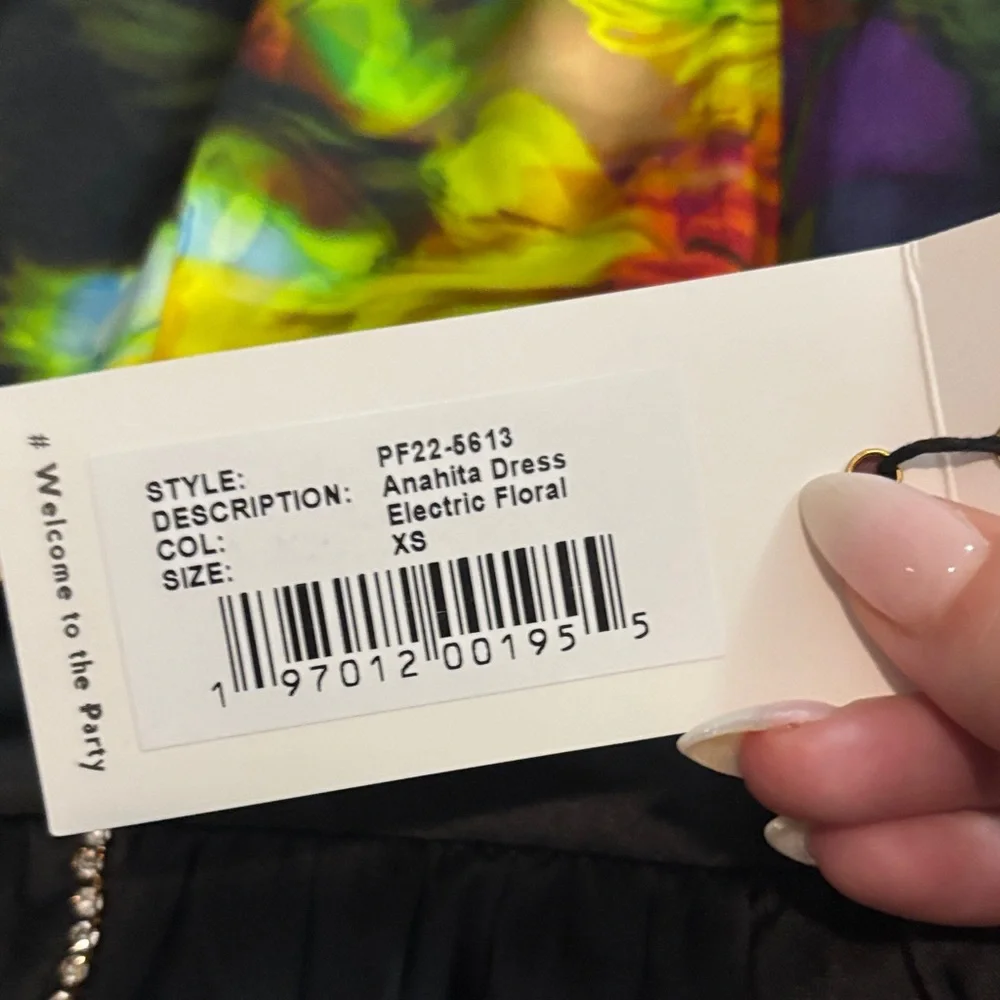 # Welcome to the Party
STYLE: PF22-5613
DESCRIPTION: Anahita Dress
COL: Electric Floral
SIZE: XS
1 97012 00195 5